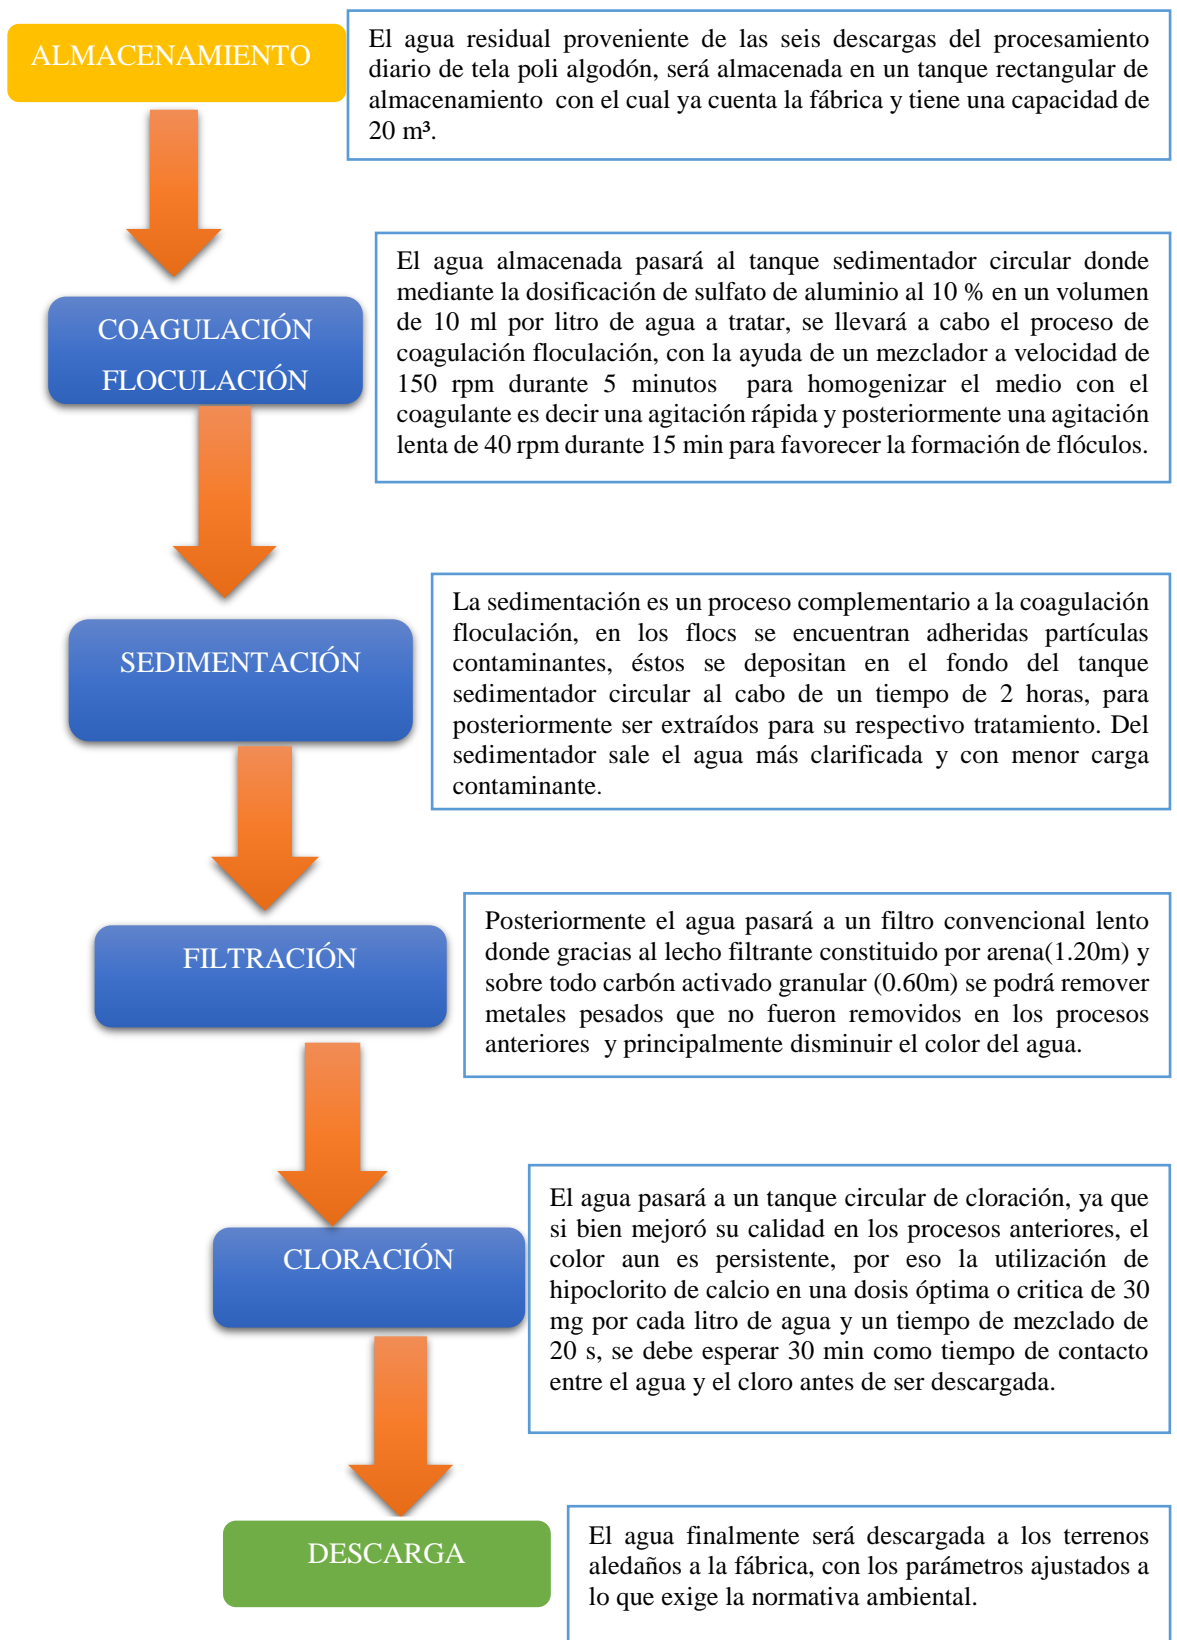 ALMACENAMIENTO
El agua residual proveniente de las seis descargas del procesamiento
diario de tela poli algodón, será almacenada en un tanque rectangular de
almacenamiento con el cual ya cuenta la fábrica y tiene una capacidad de
20 m³.
COAGULACIÓN
FLOCULACIÓN
El agua almacenada pasará al tanque sedimentador circular donde
mediante la dosificación de sulfato de aluminio al 10 % en un volumen
de 10 ml por litro de agua a tratar, se llevará a cabo el proceso de
coagulación floculación, con la ayuda de un mezclador a velocidad de
150 rpm durante 5 minutos para homogenizar el medio con el
coagulante es decir una agitación rápida y posteriormente una agitación
lenta de 40 rpm durante 15 min para favorecer la formación de flóculos.
SEDIMENTACIÓN
La sedimentación es un proceso complementario a la coagulación
floculación, en los flocs se encuentran adheridas partículas
contaminantes, éstos se depositan en el fondo del tanque
sedimentador circular al cabo de un tiempo de 2 horas, para
posteriormente ser extraídos para su respectivo tratamiento. Del
sedimentador sale el agua más clarificada y con menor carga
contaminante.
FILTRACIÓN
Posteriormente el agua pasará a un filtro convencional lento
donde gracias al lecho filtrante constituido por arena(1.20m) y
sobre todo carbón activado granular (0.60m) se podrá remover
metales pesados que no fueron removidos en los procesos
anteriores y principalmente disminuir el color del agua.
CLORACIÓN
El agua pasará a un tanque circular de cloración, ya que
si bien mejoró su calidad en los procesos anteriores, el
color aun es persistente, por eso la utilización de
hipoclorito de calcio en una dosis óptima o critica de 30
mg por cada litro de agua y un tiempo de mezclado de
20 s, se debe esperar 30 min como tiempo de contacto
entre el agua y el cloro antes de ser descargada.
DESCARGA
El agua finalmente será descargada a los terrenos
aledaños a la fábrica, con los parámetros ajustados a
lo que exige la normativa ambiental.